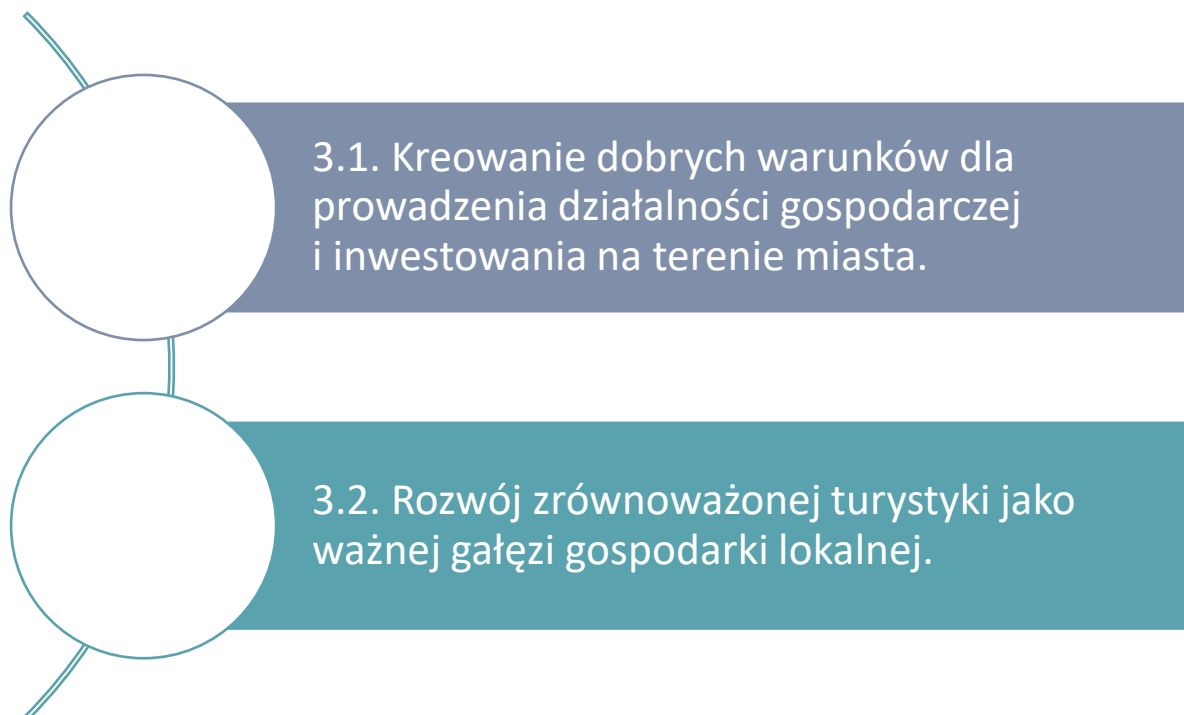 3.1. Kreowanie dobrych warunków dla
prowadzenia działalności gospodarczej
i inwestowania na terenie miasta.
3.2. Rozwój zrównoważonej turystyki jako
ważnej gałęzi gospodarki lokalnej.